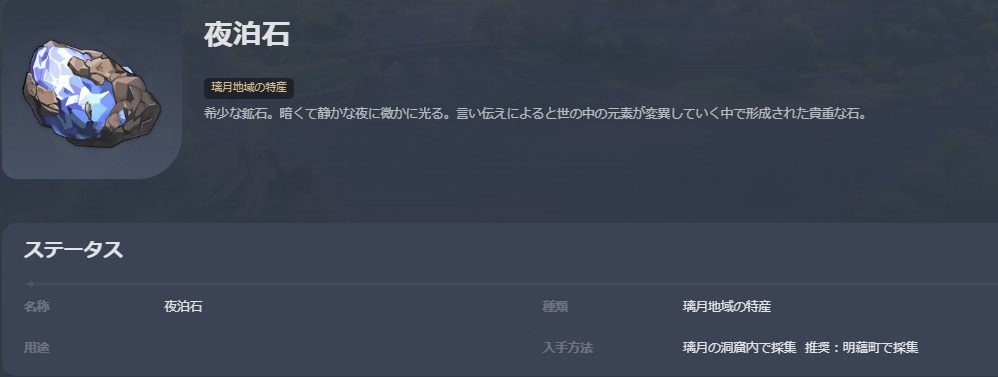 夜泊石
璃月地域の特産
希少な鉱石。暗くて静かな夜に微かに光る。言い伝えによると世の中の元素が変異していく中で形成された貴重な石。
ステータス
名称 夜泊石 種類 璃月地域の特産
用途 入手方法 璃月の洞窟内で採集 推奨：明蘊町で採集